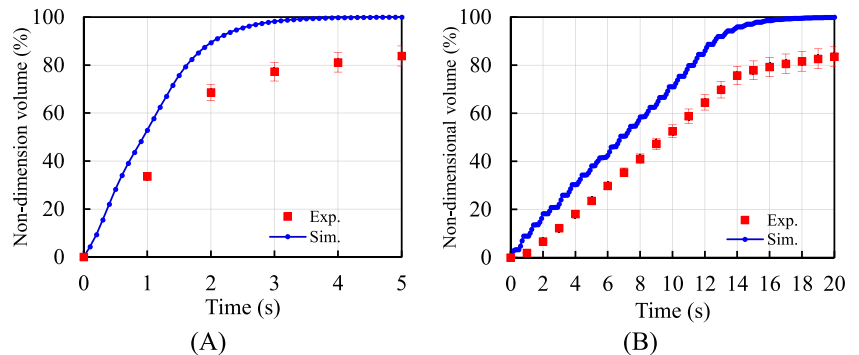 Non-dimension volume (%)
100
80
60
40
20
0
Exp.
Sim.
0 1 2 3 4 5
Time (s)
(A)
Non-dimensional volume (%)
100
80
60
40
20
0
Exp.
Sim.
0 2 4 6 8 10 12 14 16 18 20
Time (s)
(B)